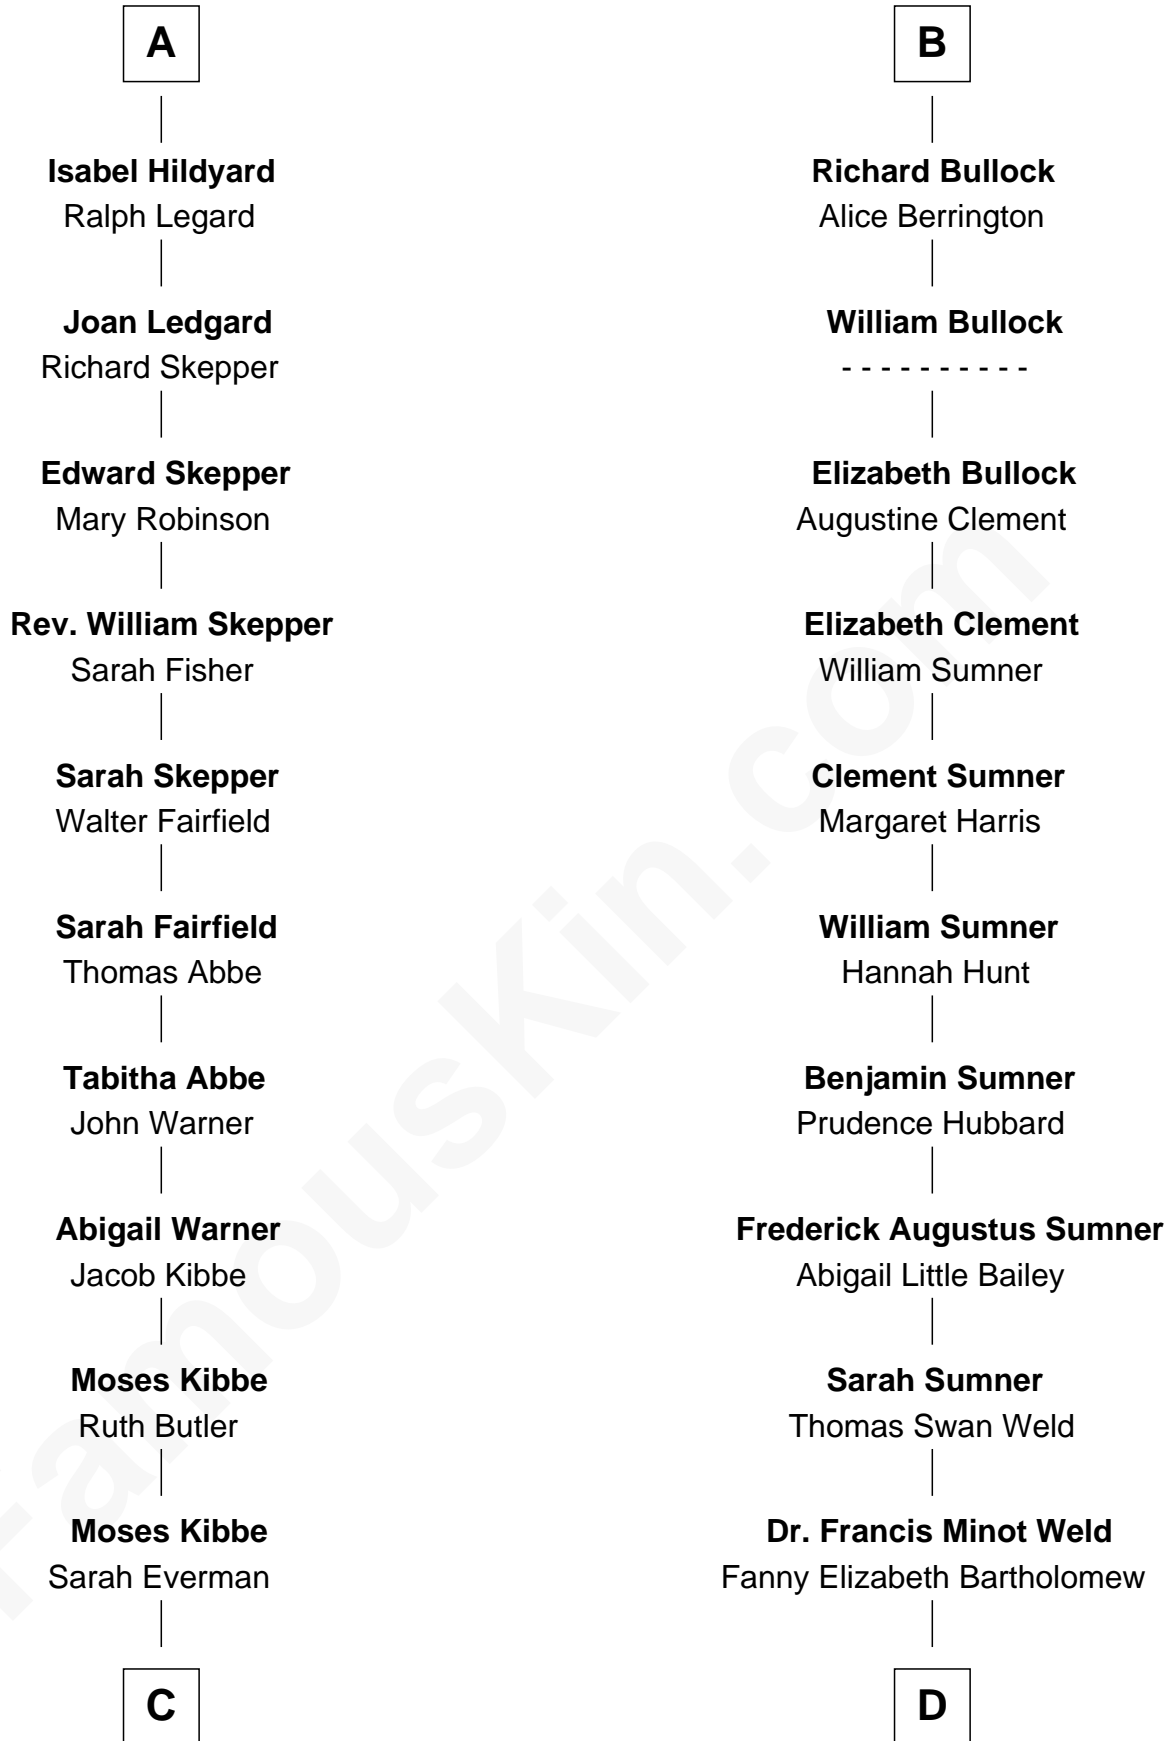 A
Isabel Hildyard
Ralph Legard
Joan Ledgard
Richard Skepper
Edward Skepper
Mary Robinson
Rev. William Skepper
Sarah Fisher
Sarah Skepper
Walter Fairfield
Sarah Fairfield
Thomas Abbe
Tabitha Abbe
John Warner
Abigail Warner
Jacob Kibbe
Moses Kibbe
Ruth Butler
Moses Kibbe
Sarah Everman
C
B
Richard Bullock
Alice Berrington
William Bullock
- - - - - - - - - -
Elizabeth Bullock
Augustine Clement
Elizabeth Clement
William Sumner
Clement Sumner
Margaret Harris
William Sumner
Hannah Hunt
Benjamin Sumner
Prudence Hubbard
Frederick Augustus Sumner
Abigail Little Bailey
Sarah Sumner
Thomas Swan Weld
Dr. Francis Minot Weld
Fanny Elizabeth Bartholomew
D
FamousKin.com